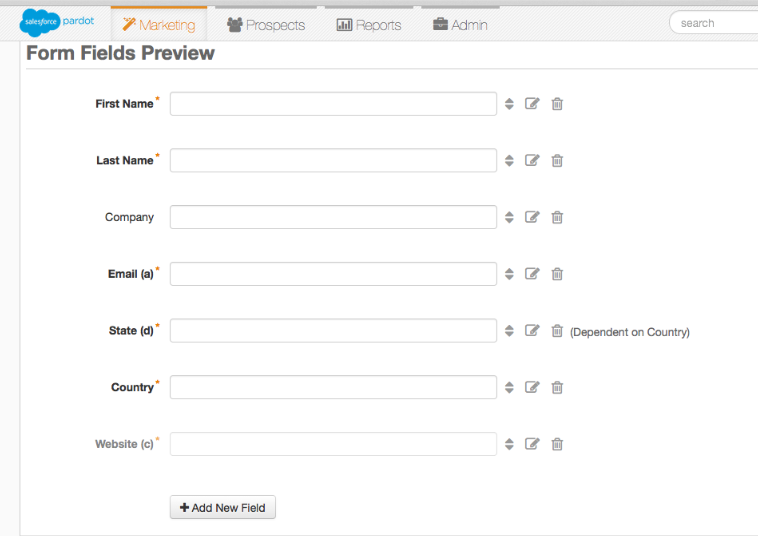 salesforce pardot Marketing Prospects Reports Admin search
Form Fields Preview
First Name*
Last Name*
Company
Email (a)*
State (d)* (Dependent on Country)
Country*
Website (c)*
+ Add New Field